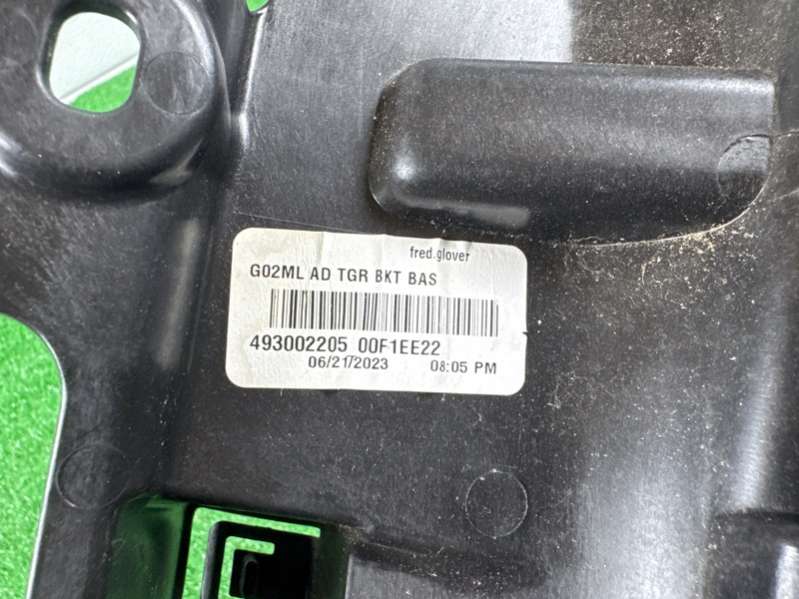 fred.glover
G02ML AD TGR BKT BAS
493002205 00F1EE22
06/21/2023 08:05 PM